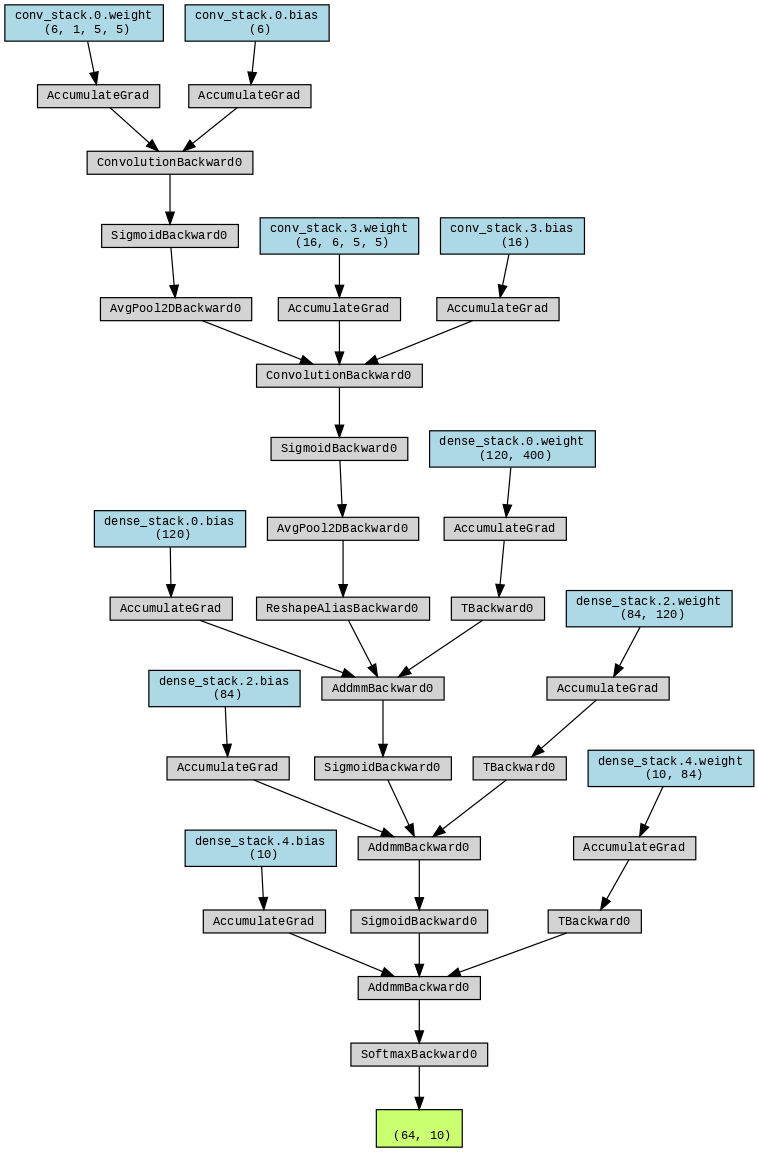 conv_stack.0.weight
(6, 1, 5, 5)
conv_stack.0.bias
(6)
AccumulateGrad
AccumulateGrad
ConvolutionBackward0
SigmoidBackward0
conv_stack.3.weight
(16, 6, 5, 5)
conv_stack.3.bias
(16)
AvgPool2DBackward0
AccumulateGrad
AccumulateGrad
ConvolutionBackward0
SigmoidBackward0
dense_stack.0.weight
(120, 400)
dense_stack.0.bias
(120)
AvgPool2DBackward0
AccumulateGrad
AccumulateGrad
ReshapeAliasBackward0
TBackward0
dense_stack.2.weight
(84, 120)
dense_stack.2.bias
(84)
AddmmBackward0
AccumulateGrad
AccumulateGrad
SigmoidBackward0
TBackward0
dense_stack.4.weight
(10, 84)
dense_stack.4.bias
(10)
AddmmBackward0
AccumulateGrad
AccumulateGrad
SigmoidBackward0
TBackward0
AddmmBackward0
SoftmaxBackward0
(64, 10)